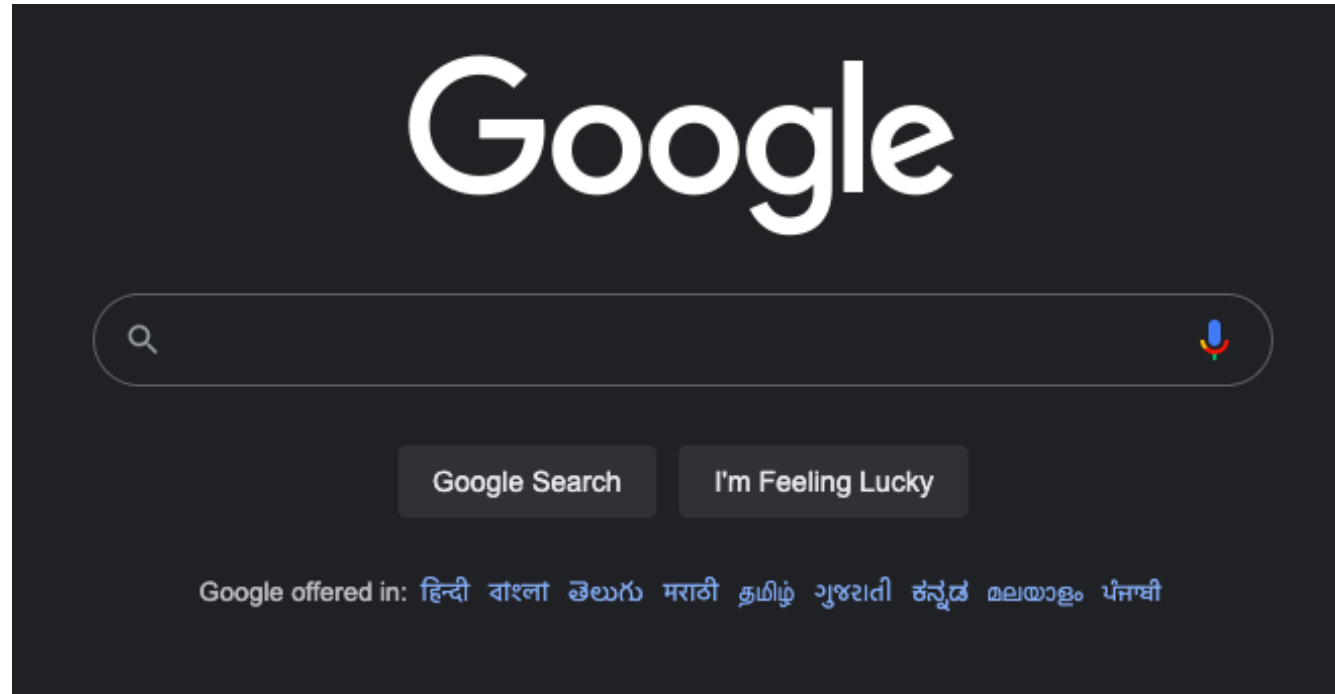 Google
Google Search I'm Feeling Lucky
Google offered in: हिन्दी বাংলা తెలుగు मराठी தமிழ் ગુજરાતી ಕನ್ನಡ മലയാളം ਪੰਜਾਬੀ